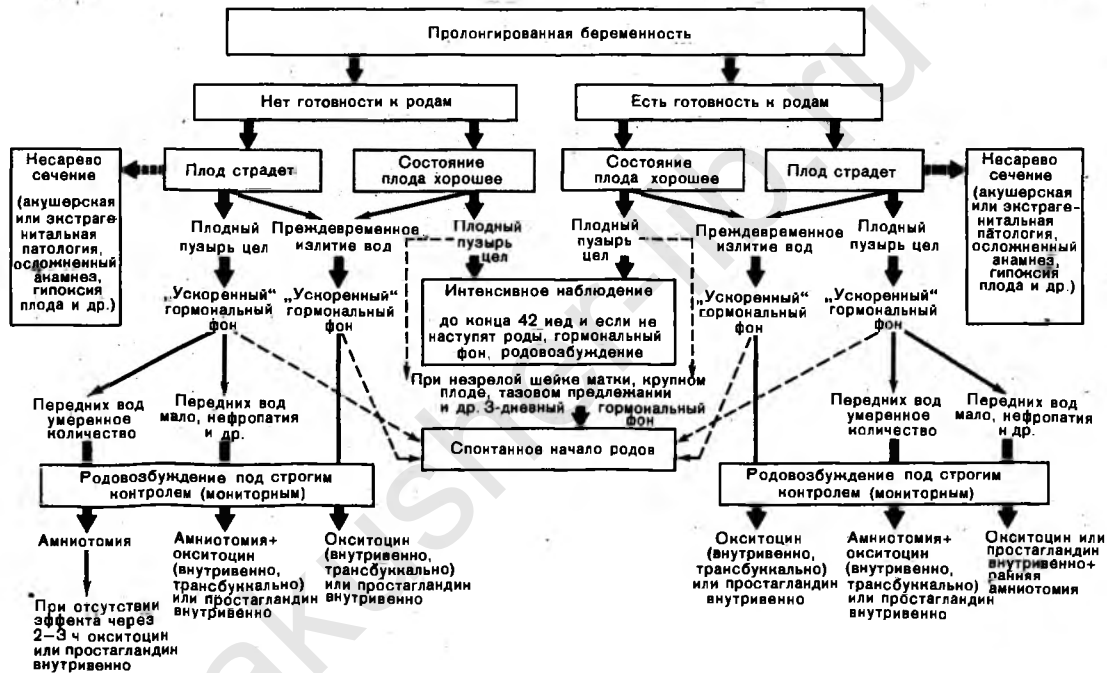 Пролонгированная беременность
Нет готовности к родам
Есть готовность к родам
Кесарево
сечение
(акушерская
или экстраге-
нитальная
патология,
осложненный
анамнез,
гипоксия
плода и др.)
Плод страдет
Состояние
плода хорошее
Состояние
плода хорошее
Плод страдет
Кесарево
сечение
(акушерская
или экстраге-
нитальная
патология,
осложненный
анамнез,
гипоксия
плода и др.)
Плодный
пузырь цел
Преждевременное
излитие вод
Плодный
пузырь
цел
Плодный
пузырь
цел
Преждевременное
излитие вод
Плодный
пузырь цел
„Ускоренный“
гормональный
фон
„Ускоренный“
гормональный
фон
Интенсивное наблюдение
до конца 42 нед и если не
наступят роды, гормональный
фон, родовозбуждение
„Ускоренный“
гормональный
фон
„Ускоренный“
гормональный
фон
При незрелой шейке матки, крупном
плоде, тазовом предлежании
и др. 3-дневный гормональный
фон
Спонтанное начало родов
Передних вод
умеренное
количество
Передних вод
мало, нефропатия
и др.
Передних вод
умеренное
количество
Передних вод
мало, нефропатия
и др.
Родовозбуждение под строгим
контролем (мониторным)
Родовозбуждение под строгим
контролем (мониторным)
Амниотомия
При отсутствии
эффекта через
2—3 ч окситоцин
или простагландин
внутривенно
Амниотомия+
окситоцин
(внутривенно,
трансбуккально)
или простагландин
внутривенно
Окситоцин
(внутривенно,
трансбуккально)
или простагландин
внутривенно
Окситоцин
(внутривенно,
трансбуккально)
или простагландин
внутривенно
Амниотомия+
окситоцин
(внутривенно,
трансбуккально)
или простагландин
внутривенно
Окситоцин или
простагландин
внутривенно+
ранняя
амниотомия
akusher-lib.ru